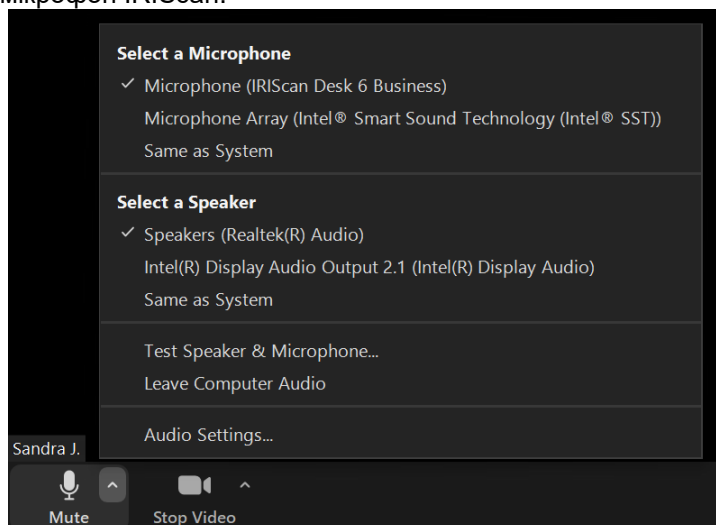 мікрофон IRIScan.
Select a Microphone
✓ Microphone (IRIScan Desk 6 Business)
Microphone Array (Intel® Smart Sound Technology (Intel® SST))
Same as System
Select a Speaker
✓ Speakers (Realtek(R) Audio)
Intel(R) Display Audio Output 2.1 (Intel(R) Display Audio)
Same as System
Test Speaker & Microphone...
Leave Computer Audio
Audio Settings...
Sandra J.
Mute
Stop Video